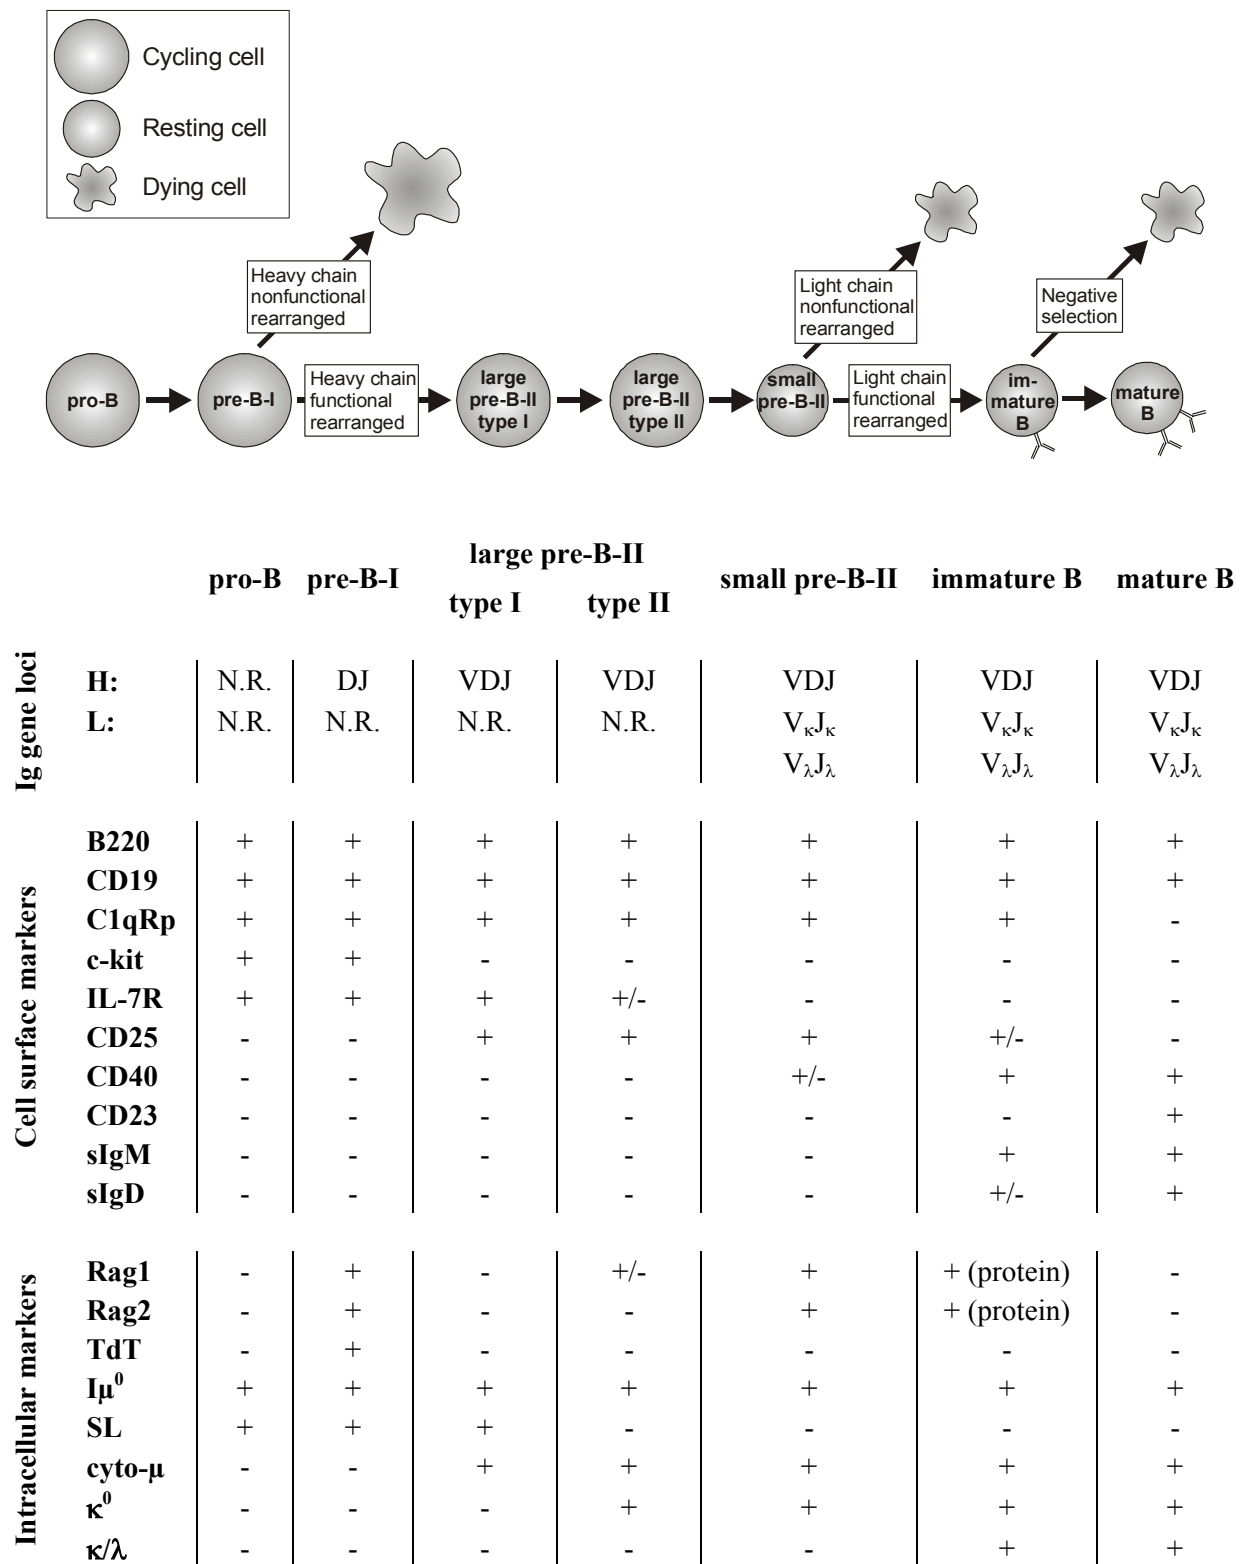 Cycling cell
Resting cell
Dying cell
Heavy chain
nonfunctional
rearranged
Light chain
nonfunctional
rearranged
Negative
selection
pro-B
pre-B-I
Heavy chain
functional
rearranged
large
pre-B-II
type I
large
pre-B-II
type II
small
pre-B-II
Light chain
functional
rearranged
im-
mature
B
mature
B
large pre-B-II
pro-B pre-B-I type I type II small pre-B-II immature B mature B
Ig gene loci
H: N.R. DJ VDJ VDJ VDJ VDJ VDJ
L: N.R. N.R. N.R. N.R. VκJκ VκJκ VκJκ
VλJλ VλJλ VλJλ
Cell surface markers
B220 + + + + + + +
CD19 + + + + + + +
C1qRp + + + + + + -
c-kit + + - - - - -
IL-7R + + + +/- - - -
CD25 - - + + + +/- -
CD40 - - - - +/- + +
CD23 - - - - - - +
sIgM - - - - - + +
sIgD - - - - - +/- +
Intracellular markers
Rag1 - + - +/- + + (protein) -
Rag2 - + - - + + (protein) -
TdT - + - - - - -
Iμ⁰ + + + + + + +
SL + + + - - - -
cyto-μ - - + + + + +
κ⁰ - - - + + + +
κ/λ - - - - - + +